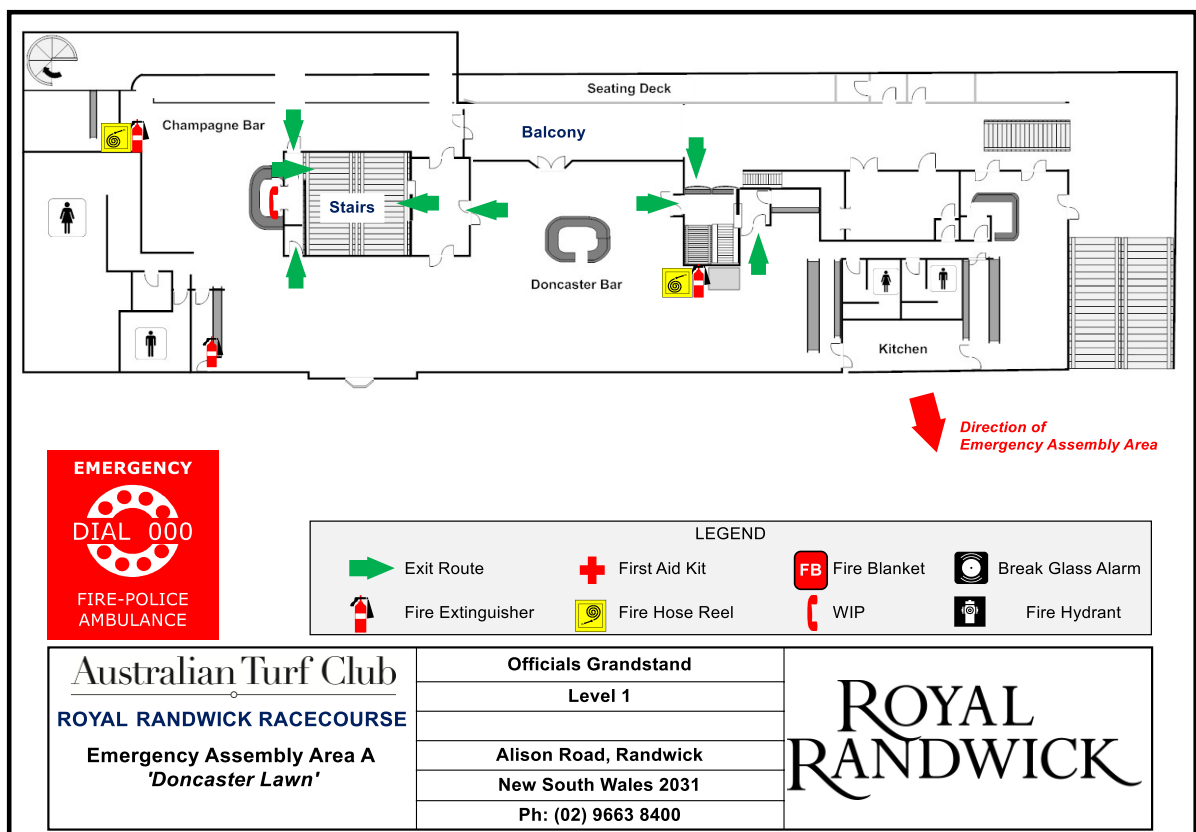 Seating Deck
Champagne Bar
Balcony
Stairs
Doncaster Bar
Kitchen
Direction of
Emergency Assembly Area
EMERGENCY
DIAL 000
FIRE-POLICE
AMBULANCE
LEGEND
Exit Route
First Aid Kit
FB
Fire Blanket
Break Glass Alarm
Fire Extinguisher
Fire Hose Reel
WIP
Fire Hydrant
Australian Turf Club
ROYAL RANDWICK RACECOURSE
Emergency Assembly Area A
'Doncaster Lawn'
Officials Grandstand
Level 1
Alison Road, Randwick
New South Wales 2031
Ph: (02) 9663 8400
ROYAL
RANDWICK